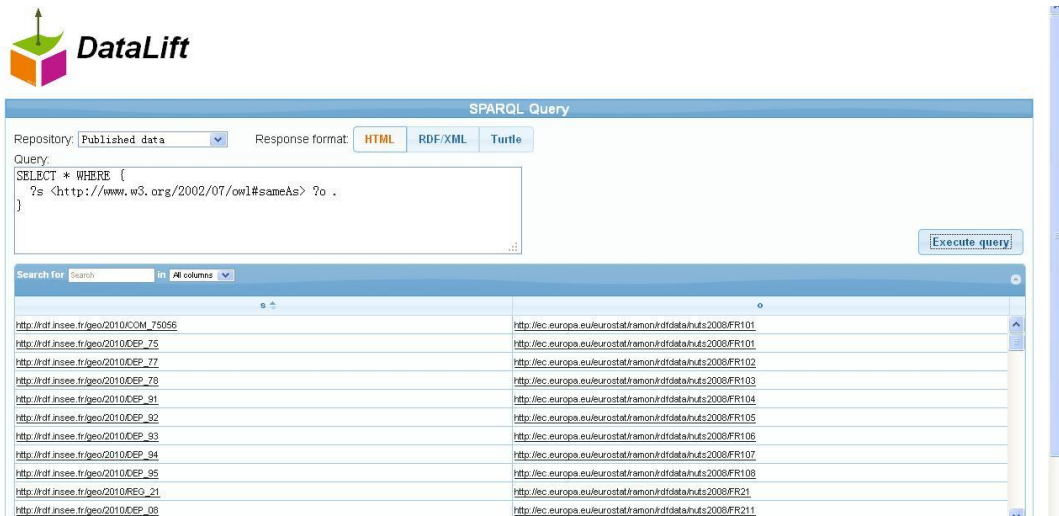 DataLift
SPARQL Query
Repository: Published data Response format: HTML RDF/XML Turtle
Query:
SELECT * WHERE {
?s <http://www.w3.org/2002/07/owl#sameAs> ?o .
}
Execute query
Search for Search in All columns
s o
http://rdf.insee.fr/geo/2010/COM_75056 http://ec.europa.eu/eurostat/ramon/rdfdata/nuts2008/FR101
http://rdf.insee.fr/geo/2010/DEP_75 http://ec.europa.eu/eurostat/ramon/rdfdata/nuts2008/FR101
http://rdf.insee.fr/geo/2010/DEP_77 http://ec.europa.eu/eurostat/ramon/rdfdata/nuts2008/FR102
http://rdf.insee.fr/geo/2010/DEP_78 http://ec.europa.eu/eurostat/ramon/rdfdata/nuts2008/FR103
http://rdf.insee.fr/geo/2010/DEP_91 http://ec.europa.eu/eurostat/ramon/rdfdata/nuts2008/FR104
http://rdf.insee.fr/geo/2010/DEP_92 http://ec.europa.eu/eurostat/ramon/rdfdata/nuts2008/FR105
http://rdf.insee.fr/geo/2010/DEP_93 http://ec.europa.eu/eurostat/ramon/rdfdata/nuts2008/FR106
http://rdf.insee.fr/geo/2010/DEP_94 http://ec.europa.eu/eurostat/ramon/rdfdata/nuts2008/FR107
http://rdf.insee.fr/geo/2010/DEP_95 http://ec.europa.eu/eurostat/ramon/rdfdata/nuts2008/FR108
http://rdf.insee.fr/geo/2010/REG_21 http://ec.europa.eu/eurostat/ramon/rdfdata/nuts2008/FR21
http://rdf.insee.fr/geo/2010/DEP_08 http://ec.europa.eu/eurostat/ramon/rdfdata/nuts2008/FR211